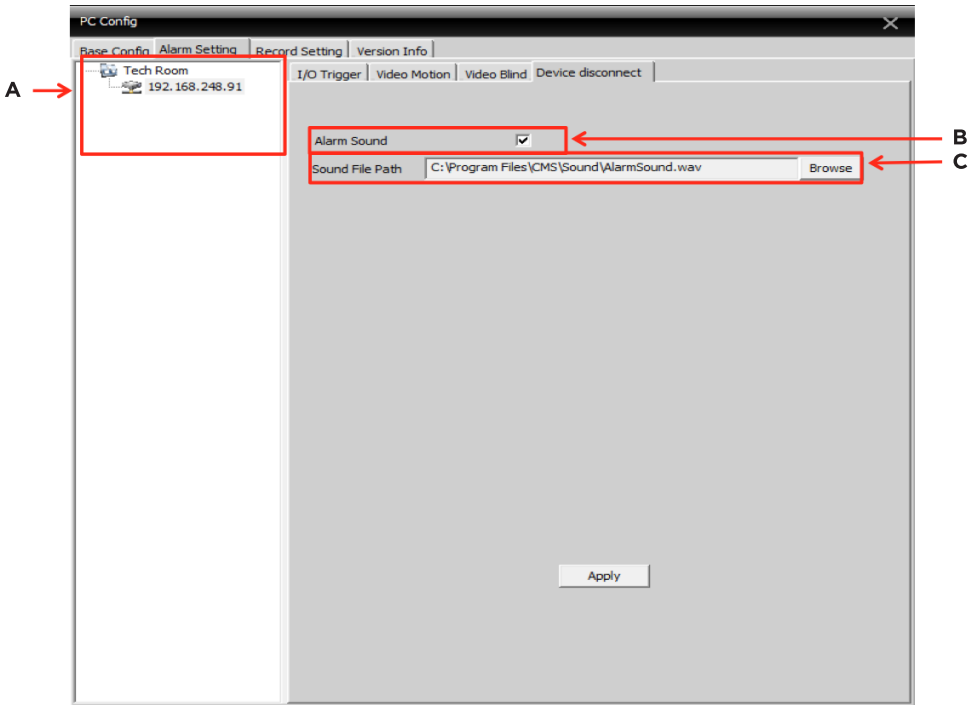 PC Config
Base Config Alarm Setting Record Setting Version Info
Tech Room
I/O Trigger Video Motion Video Blind Device disconnect
A
192.168.248.91
Alarm Sound
B
Sound File Path C:\Program Files\CMS\Sound\AlarmSound.wav Browse
C
Apply